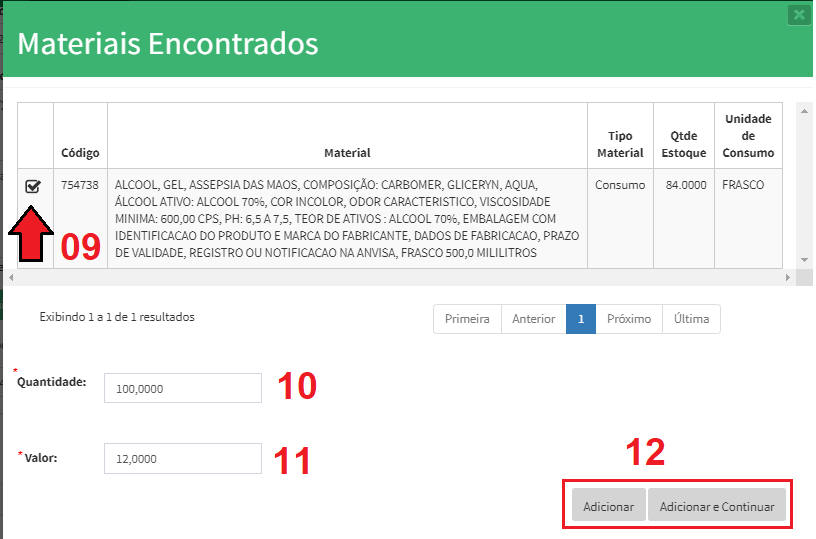 Materiais Encontrados
Código
Material
Tipo
Material
Qtde
Estoque
Unidade
de
Consumo
754738
ALCOOL, GEL, ASSEPSIA DAS MAOS, COMPOSIÇÃO: CARBOMER, GLICERYN, AQUA,
ÁLCOOL ATIVO: ALCOOL 70%, COR INCOLOR, ODOR CARACTERISTICO, VISCOSIDADE
MINIMA: 600,00 CPS, PH: 6,5 A 7,5, TEOR DE ATIVOS : ALCOOL 70%, EMBALAGEM COM
IDENTIFICACAO DO PRODUTO E MARCA DO FABRICANTE, DADOS DE FABRICACAO, PRAZO
DE VALIDADE, REGISTRO OU NOTIFICACAO NA ANVISA, FRASCO 500,0 MILILITROS
Consumo
84.0000
FRASCO
09
Exibindo 1 a 1 de 1 resultados
Primeira Anterior 1 Próximo Última
*Quantidade: 100,0000 10
*Valor: 12,0000 11
12
Adicionar Adicionar e Continuar